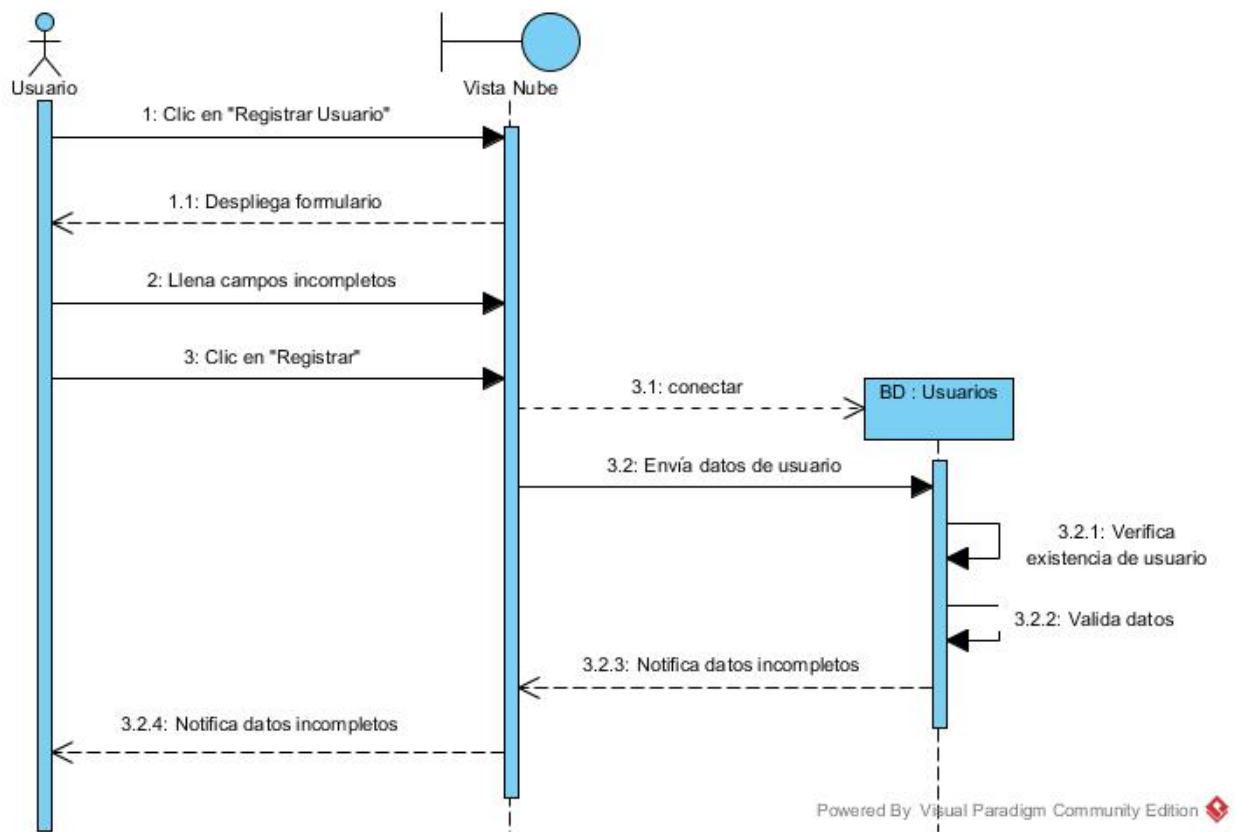 Usuario
Vista Nube
1: Clic en "Registrar Usuario"
1.1: Despliega formulario
2: Llena campos incompletos
3: Clic en "Registrar"
3.1: conectar
BD : Usuarios
3.2: Envía datos de usuario
3.2.1: Verifica
existencia de usuario
3.2.2: Valida datos
3.2.3: Notifica datos incompletos
3.2.4: Notifica datos incompletos
Powered By Visual Paradigm Community Edition